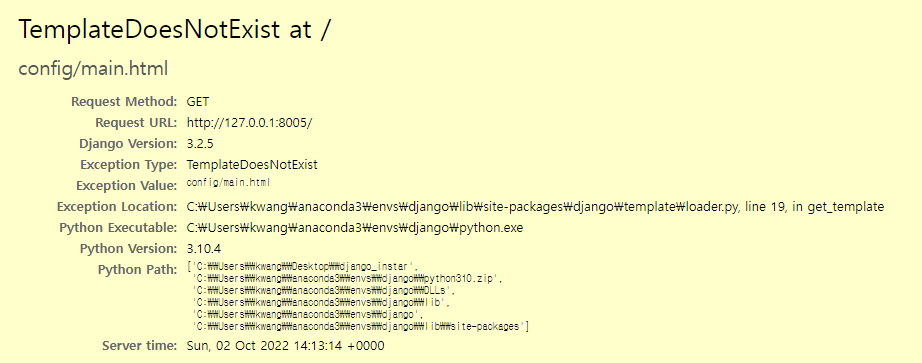 TemplateDoesNotExist at /
config/main.html
Request Method: GET
Request URL: http://127.0.0.1:8005/
Django Version: 3.2.5
Exception Type: TemplateDoesNotExist
Exception Value: config/main.html
Exception Location: C:₩Users₩kwang₩anaconda3₩envs₩django₩lib₩site-packages₩django₩template₩loader.py, line 19, in get_template
Python Executable: C:₩Users₩kwang₩anaconda3₩envs₩django₩python.exe
Python Version: 3.10.4
Python Path: ['C:₩₩Users₩₩kwang₩₩Desktop₩₩django_instar',
'C:₩₩Users₩₩kwang₩₩anaconda3₩₩envs₩₩django₩₩python310.zip',
'C:₩₩Users₩₩kwang₩₩anaconda3₩₩envs₩₩django₩₩DLLs',
'C:₩₩Users₩₩kwang₩₩anaconda3₩₩envs₩₩django₩₩lib',
'C:₩₩Users₩₩kwang₩₩anaconda3₩₩envs₩₩django',
'C:₩₩Users₩₩kwang₩₩anaconda3₩₩envs₩₩django₩₩lib₩₩site-packages']
Server time: Sun, 02 Oct 2022 14:13:14 +0000